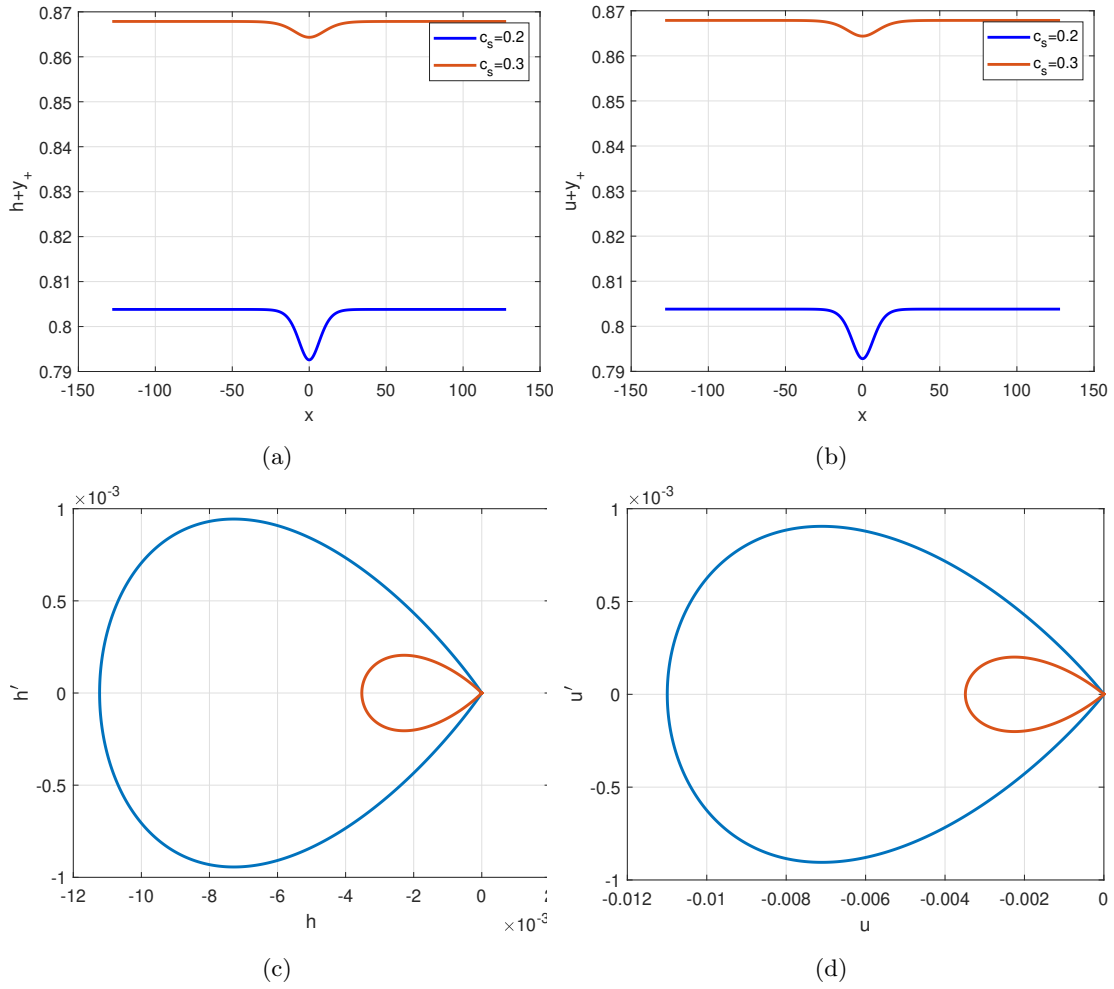 0.87
0.86
0.85
0.84
0.83
0.82
0.81
0.8
0.79
h+y₊
-150 -100 -50 0 50 100 150
x
c_s=0.2
c_s=0.3
(a)
0.87
0.86
0.85
0.84
0.83
0.82
0.81
0.8
0.79
u+y₊
-150 -100 -50 0 50 100 150
x
c_s=0.2
c_s=0.3
(b)
×10⁻³
1
0.5
0
-0.5
-1
h′
-12 -10 -8 -6 -4 -2 0
h
×10⁻³
(c)
×10⁻³
1
0.5
0
-0.5
-1
u′
-0.012 -0.01 -0.008 -0.006 -0.004 -0.002 0
u
(d)